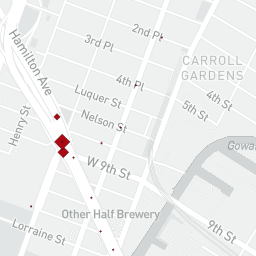 2nd Pl
3rd Pl
Hamilton Ave
CARROLL
GARDENS
4th Pl
Luquer St
4th St
5th St
Henry St
Nelson St
Gowa
W 9th St
Other Half Brewery
9th St
Lorraine St